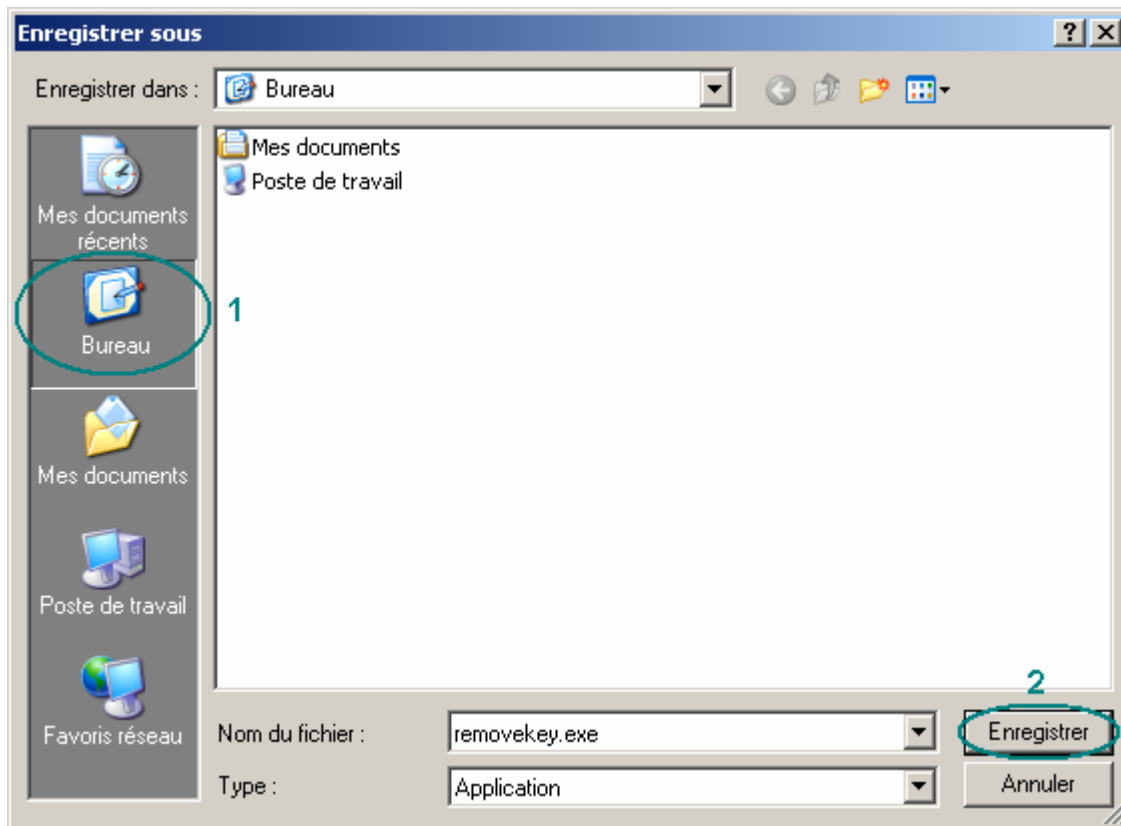 Enregistrer sous
Enregistrer dans :
Bureau
Mes documents
Poste de travail
Mes documents
récents
Bureau
1
Mes documents
Poste de travail
Favoris réseau
2
Nom du fichier :
removekey.exe
Enregistrer
Type :
Application
Annuler